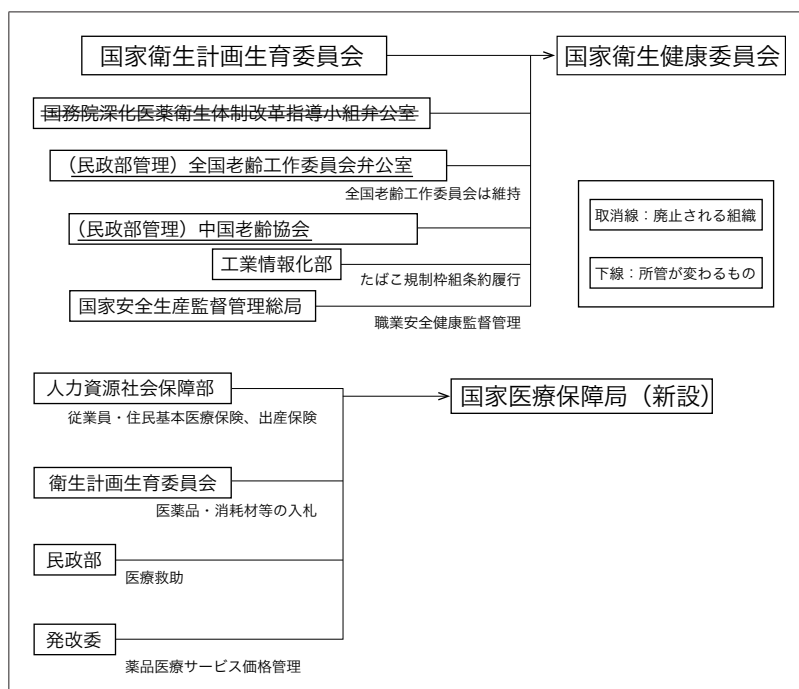 国家衛生計画生育委員会
国家衛生健康委員会
国務院深化医薬衛生体制改革指導小組弁公室
(民政部管理)全国老齢工作委員会弁公室
全国老齢工作委員会は維持
(民政部管理)中国老齢協会
工業情報化部
たばこ規制枠組条約履行
国家安全生産監督管理総局
職業安全健康監督管理
取消線:廃止される組織
下線:所管が変わるもの
人力資源社会保障部
従業員・住民基本医療保険、出産保険
国家医療保障局(新設)
衛生計画生育委員会
医薬品・消耗材等の入札
民政部
医療救助
発改委
薬品医療サービス価格管理